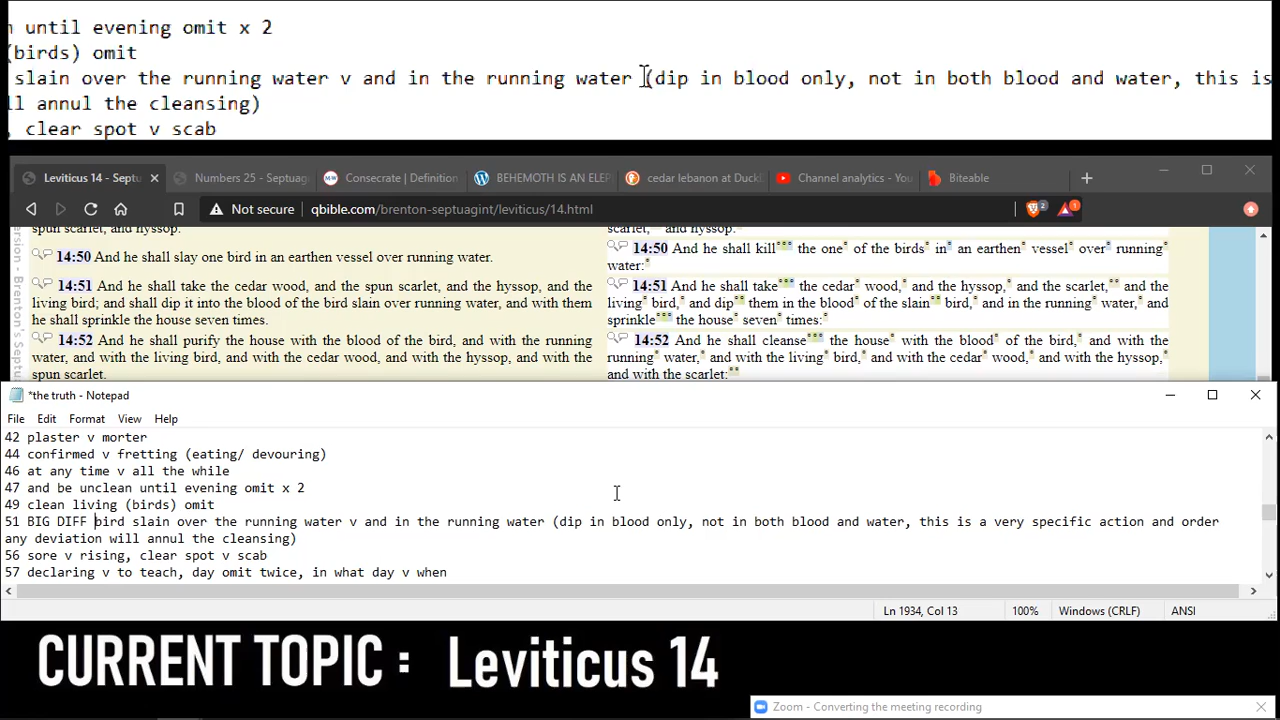 n until evening omit x 2
(birds) omit
slain over the running water v and in the running water (dip in blood only, not in both blood and water, this is
ll annul the cleansing)
, clear spot v scab
Leviticus 14 - Septu
Numbers 25 - Septuag
Consecrate | Definition
BEHEMOTH IS AN ELEP
cedar lebanon at Duckl
Channel analytics - You
Biteable
Not secure | qbible.com/brenton-septuagint/leviticus/14.html
spun scarlet, and hyssop.
14:50 And he shall slay one bird in an earthen vessel over running water.
14:51 And he shall take the cedar wood, and the spun scarlet, and the hyssop, and the
living bird; and shall dip it into the blood of the bird slain over running water, and with them
he shall sprinkle the house seven times.
14:52 And he shall purify the house with the blood of the bird, and with the running
water, and with the living bird, and with the cedar wood, and with the hyssop, and with the
spun scarlet.
scarlet, and hyssop:
14:50 And he shall kill the one of the birds in an earthen vessel over running
water:
14:51 And he shall take the cedar wood, and the hyssop, and the scarlet, and the
living bird, and dip them in the blood of the slain bird, and in the running water, and
sprinkle the house seven times:
14:52 And he shall cleanse the house with the blood of the bird, and with the
running water, and with the living bird, and with the cedar wood, and with the hyssop,
and with the scarlet:
*the truth - Notepad
File Edit Format View Help
42 plaster v morter
44 confirmed v fretting (eating/ devouring)
46 at any time v all the while
47 and be unclean until evening omit x 2
49 clean living (birds) omit
51 BIG DIFF bird slain over the running water v and in the running water (dip in blood only, not in both blood and water, this is a very specific action and order
any deviation will annul the cleansing)
56 sore v rising, clear spot v scab
57 declaring v to teach, day omit twice, in what day v when
Ln 1934, Col 13 100% Windows (CRLF) ANSI
CURRENT TOPIC : Leviticus 14
Zoom - Converting the meeting recording